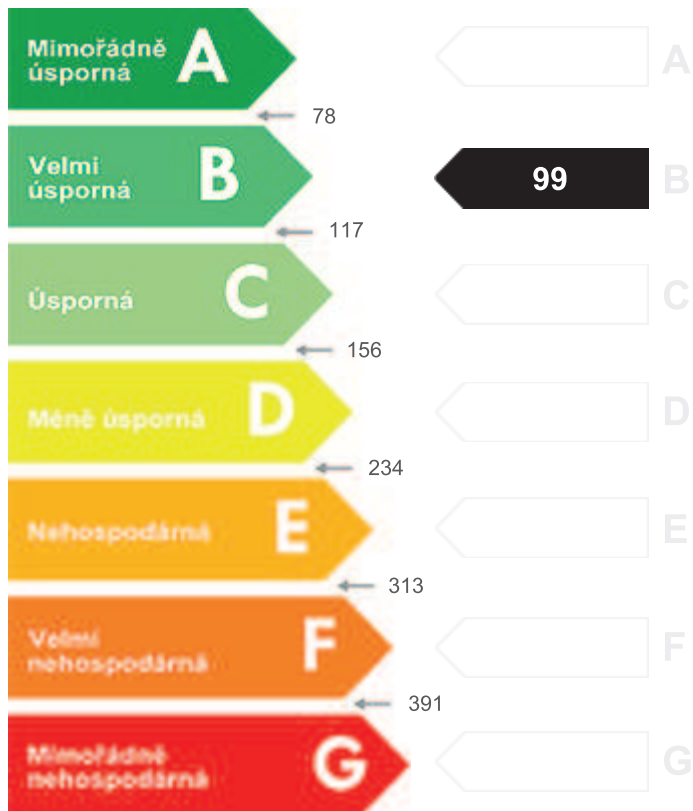 Mimořádně
úsporná
A
A
78
Velmi
úsporná
B
99
B
117
Úsporná
C
C
156
Méně úsporná
D
D
234
Nehospodárná
E
E
313
Velmi
nehospodárná
F
F
391
Mimořádně
nehospodárná
G
G